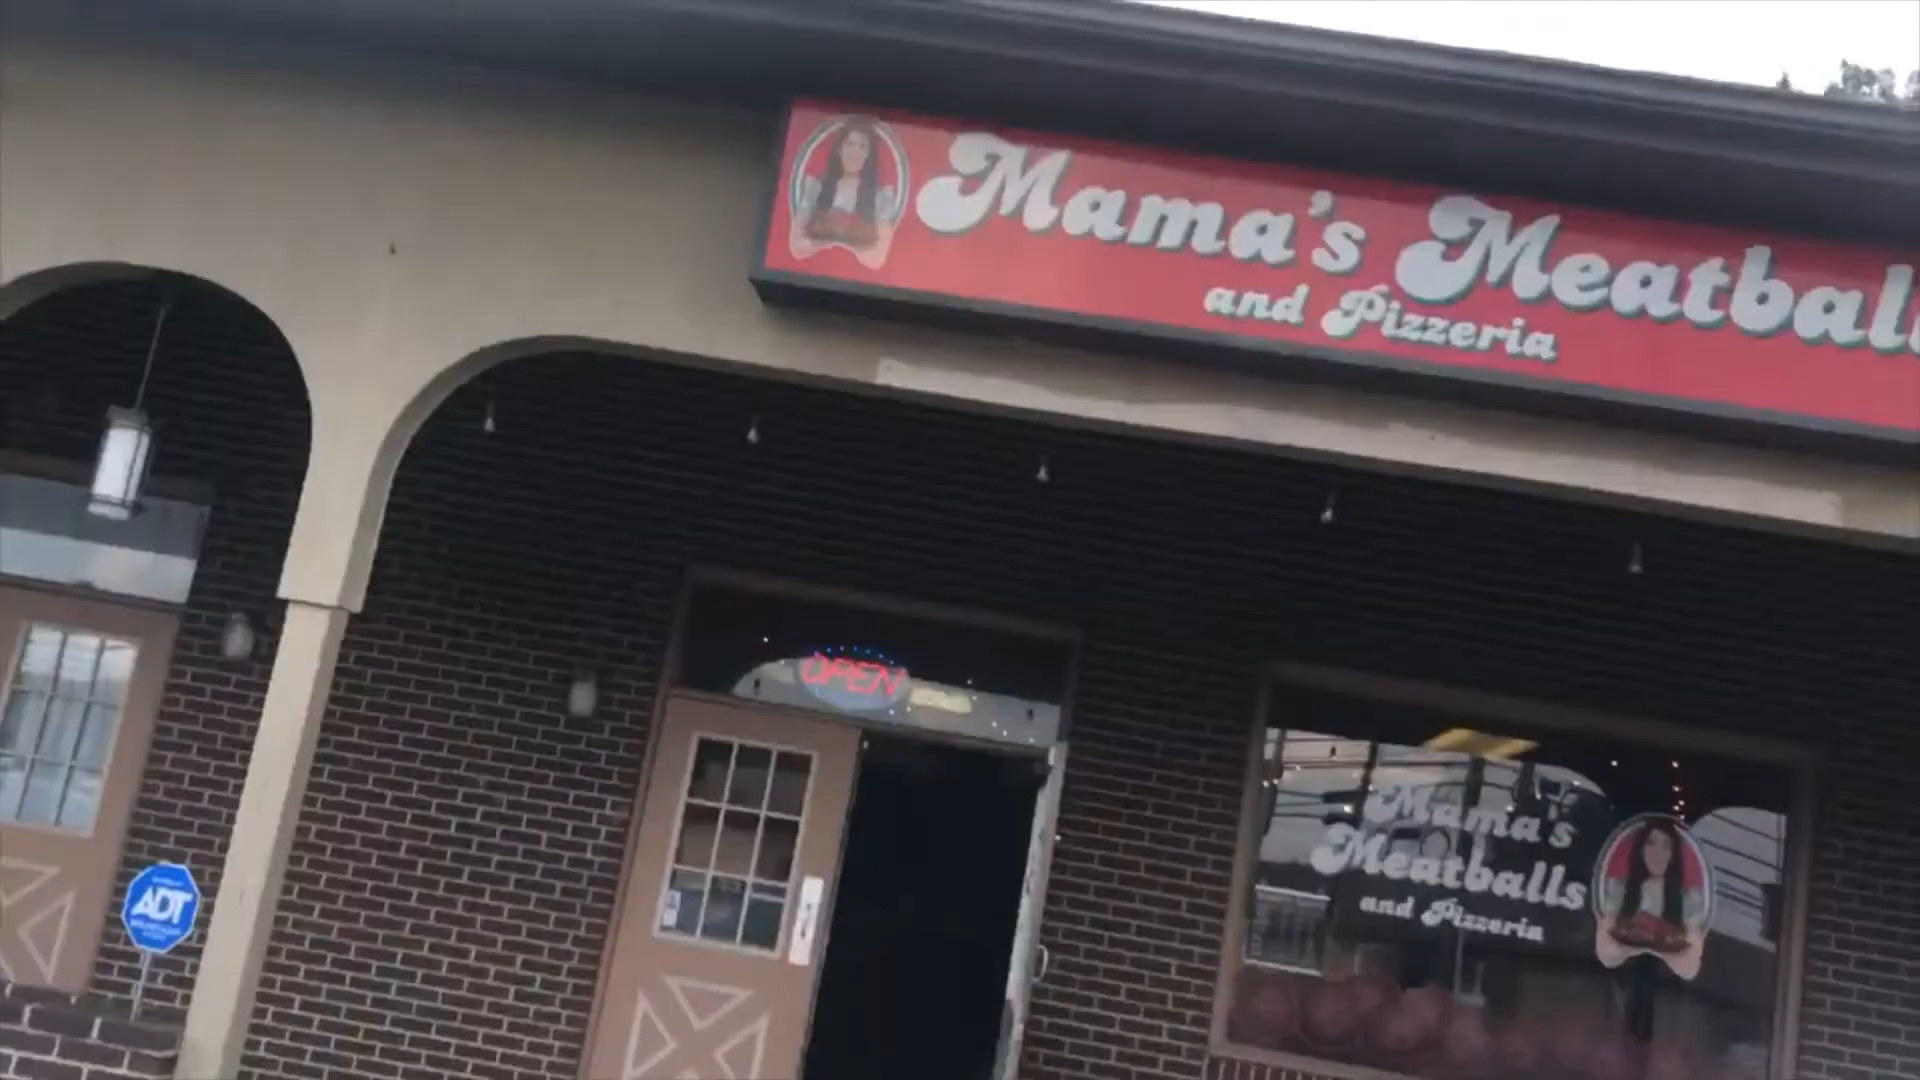 Mama's Meatball
and Pizzeria
OPEN
Mama's
Meatballs
and Pizzeria
ADT